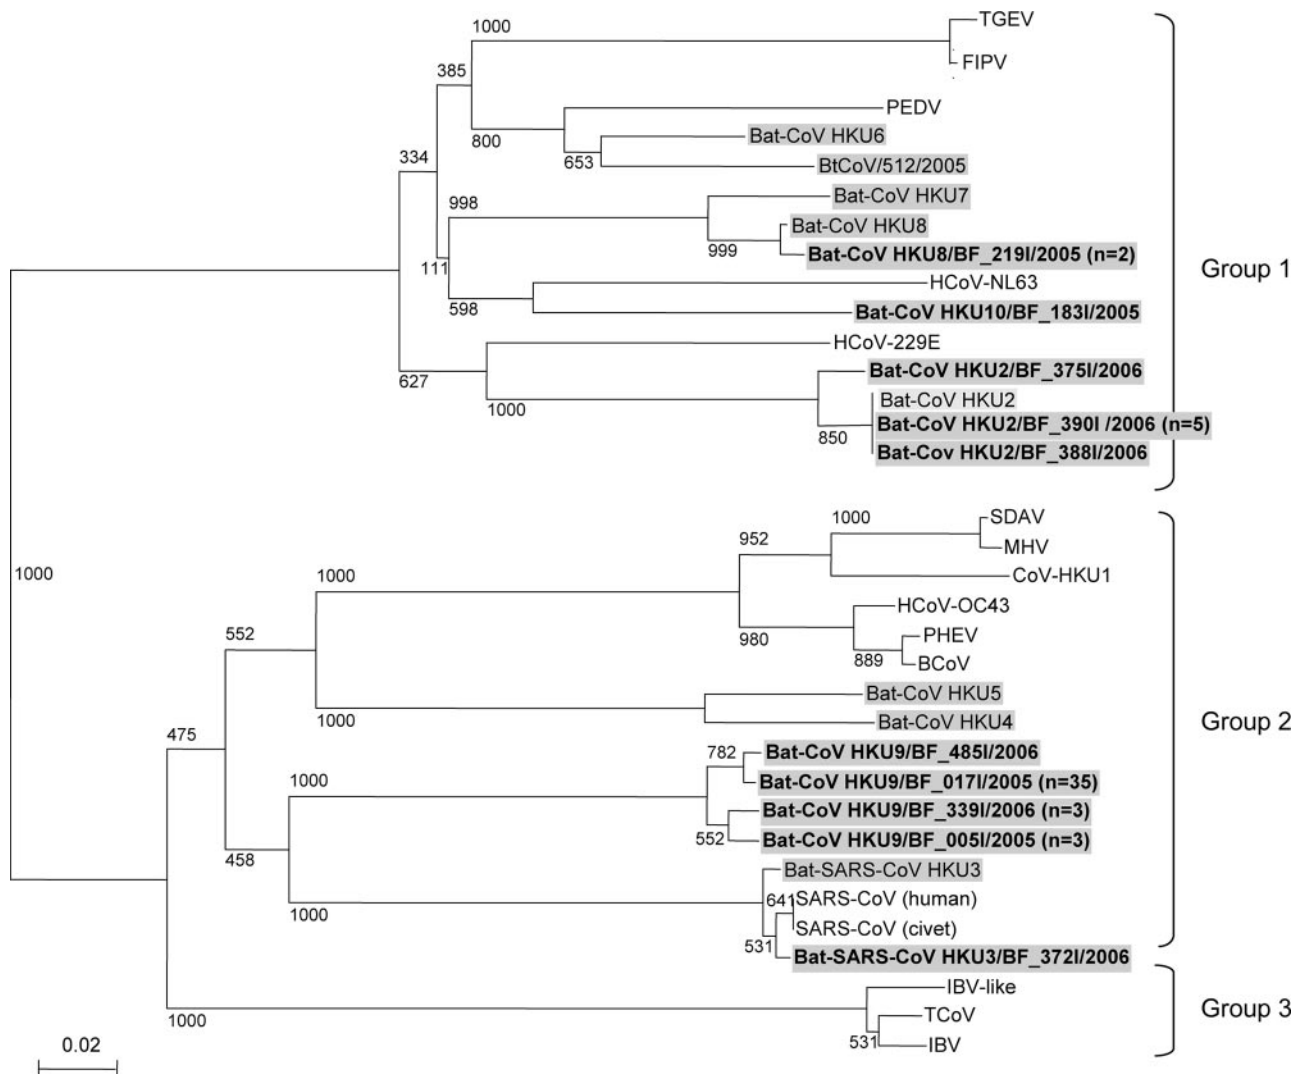 1000
TGEV
FIPV
385
PEDV
Bat-CoV HKU6
800
653
BtCoV/512/2005
334
Bat-CoV HKU7
998
Bat-CoV HKU8
999
Bat-CoV HKU8/BF_219I/2005 (n=2)
111
HCoV-NL63
Group 1
598
Bat-CoV HKU10/BF_183I/2005
HCoV-229E
627
Bat-CoV HKU2/BF_375I/2006
1000
Bat-CoV HKU2
850
Bat-CoV HKU2/BF_390I /2006 (n=5)
Bat-Cov HKU2/BF_388I/2006
1000
SDAV
952
MHV
1000
1000
CoV-HKU1
HCoV-OC43
552
980
PHEV
889
BCoV
Bat-CoV HKU5
1000
Bat-CoV HKU4
Group 2
475
782
Bat-CoV HKU9/BF_485I/2006
1000
Bat-CoV HKU9/BF_017I/2005 (n=35)
Bat-CoV HKU9/BF_339I/2006 (n=3)
552
Bat-CoV HKU9/BF_005I/2005 (n=3)
458
Bat-SARS-CoV HKU3
1000
641
SARS-CoV (human)
SARS-CoV (civet)
531
Bat-SARS-CoV HKU3/BF_372I/2006
IBV-like
1000
TCoV
Group 3
531
IBV
0.02